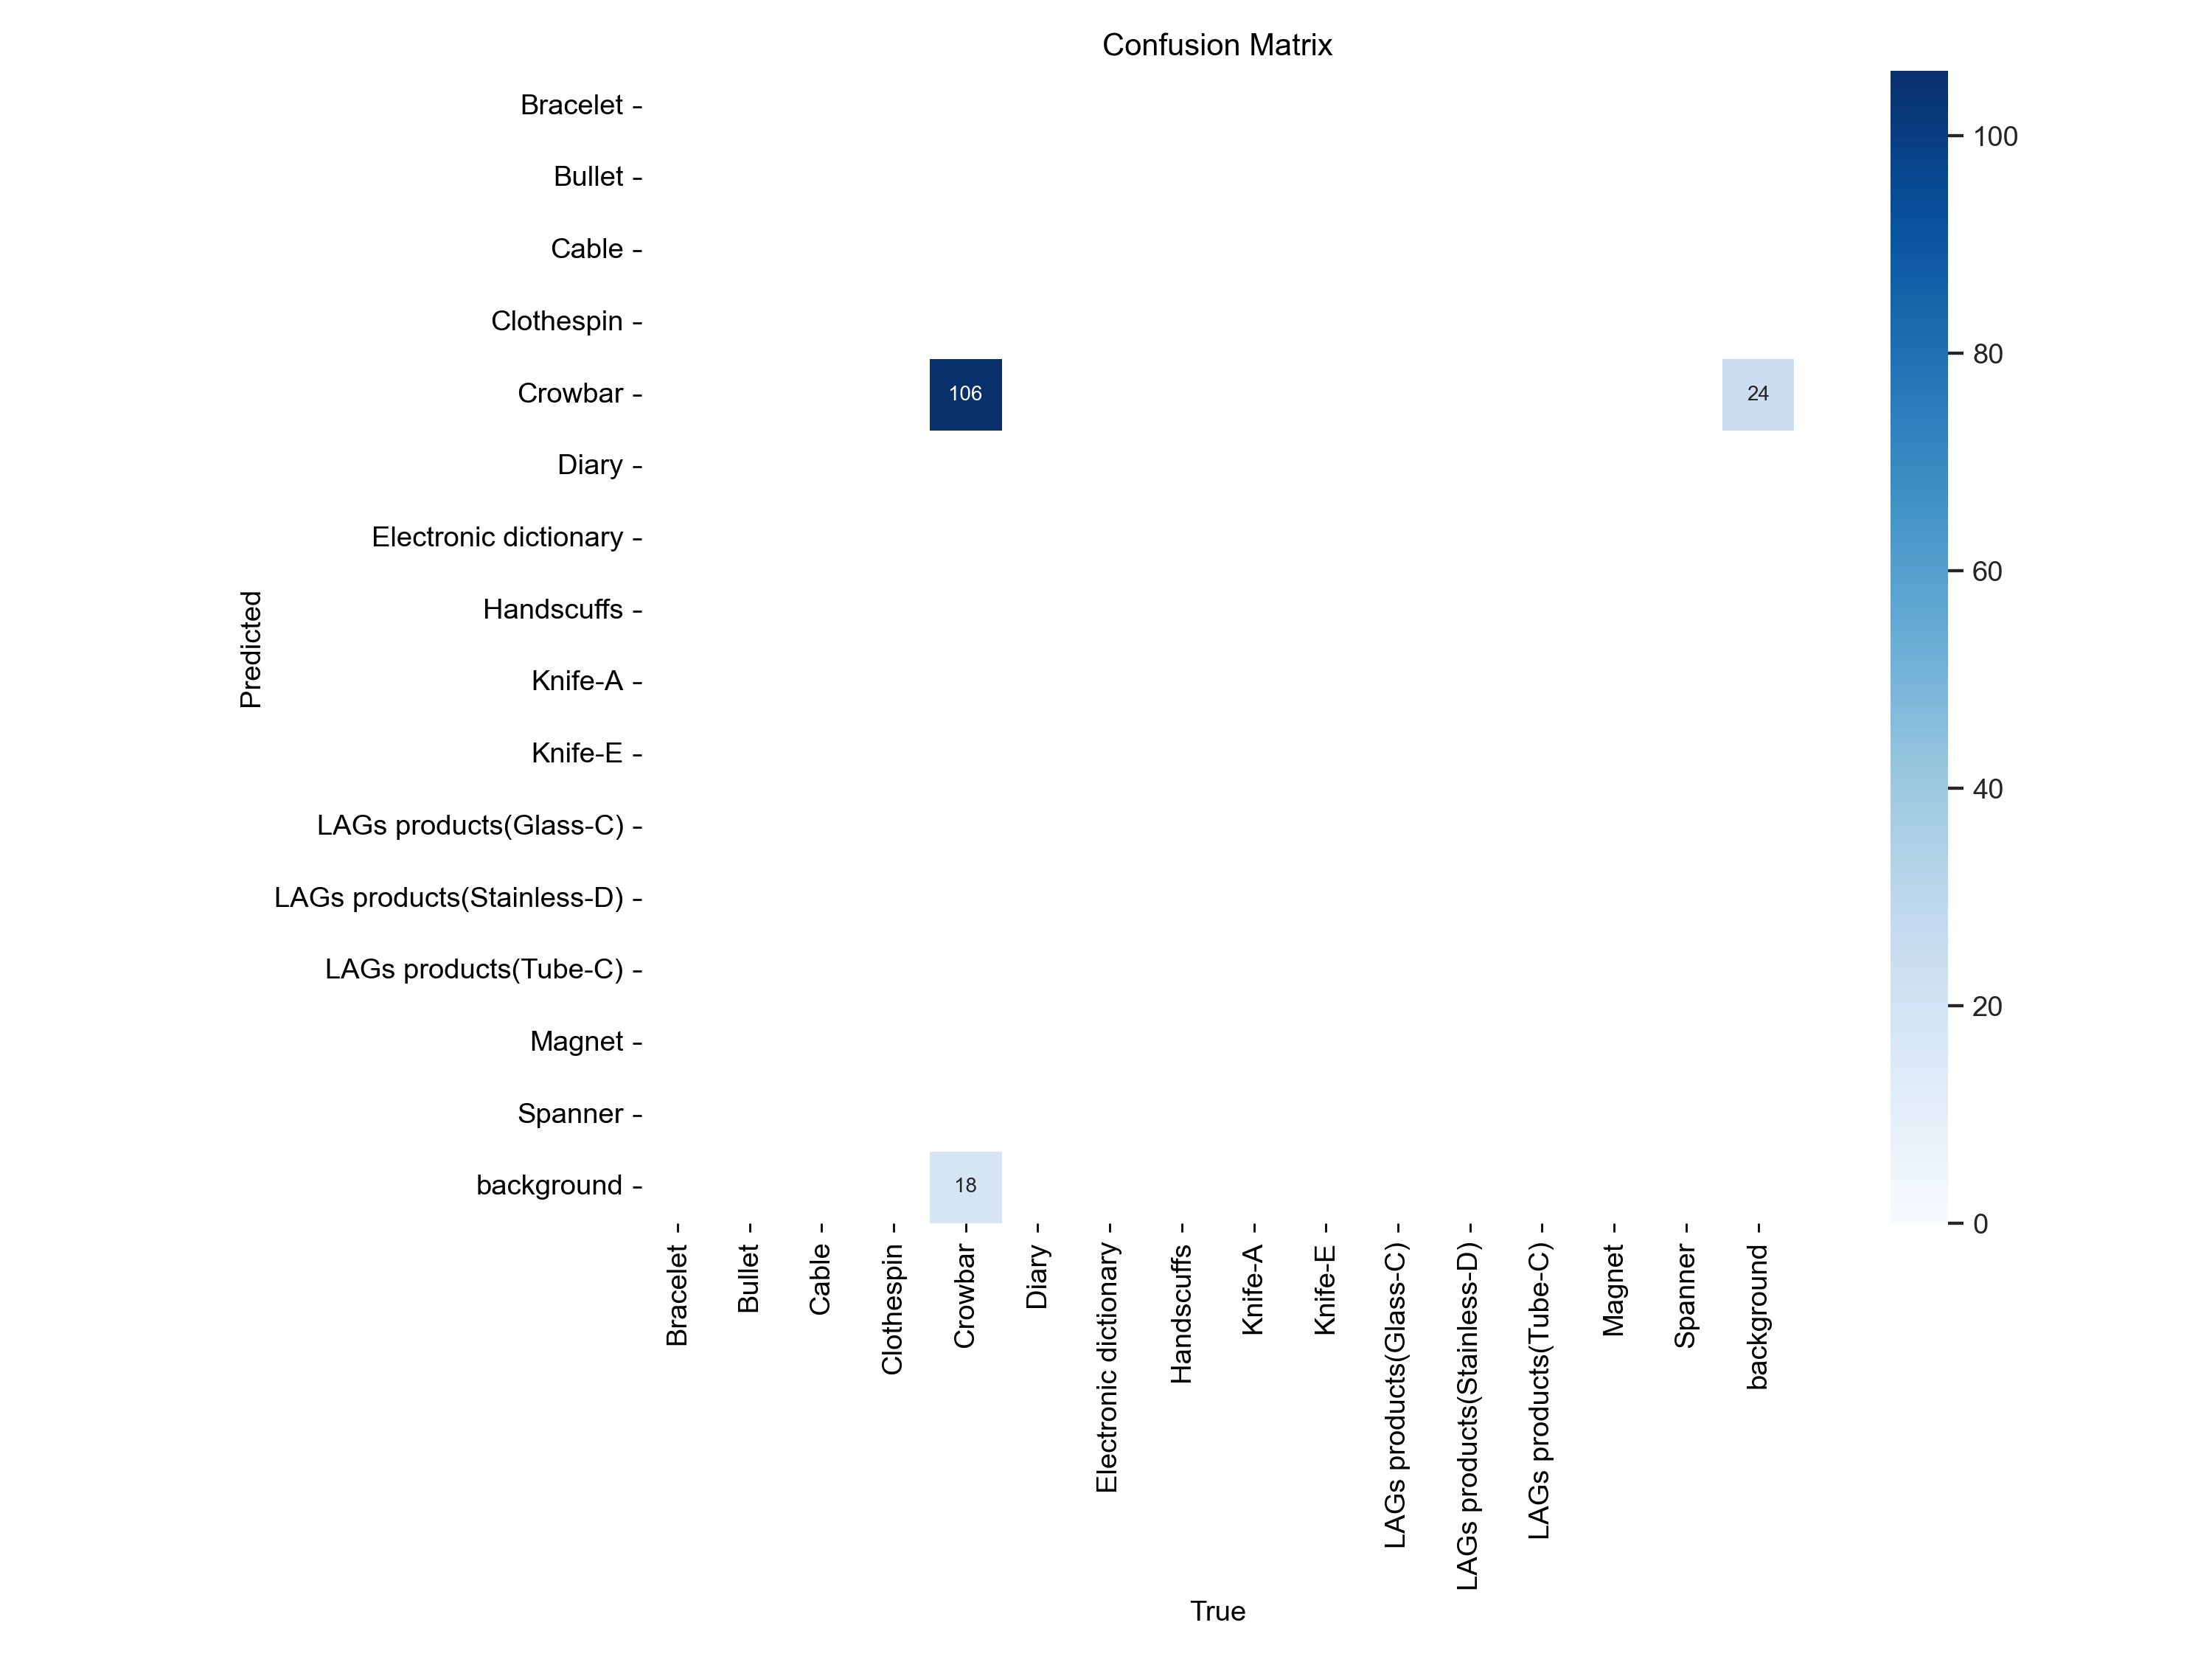 Confusion Matrix
Bracelet
Bullet
Cable
Clothespin
Crowbar
Diary
Electronic dictionary
Handscuffs
Knife-A
Knife-E
LAGs products(Glass-C)
LAGs products(Stainless-D)
LAGs products(Tube-C)
Magnet
Spanner
background
Predicted
106
24
18
100
80
60
40
20
0
Bracelet
Bullet
Cable
Clothespin
Crowbar
Diary
Electronic dictionary
Handscuffs
Knife-A
Knife-E
LAGs products(Glass-C)
LAGs products(Stainless-D)
LAGs products(Tube-C)
Magnet
Spanner
background
True